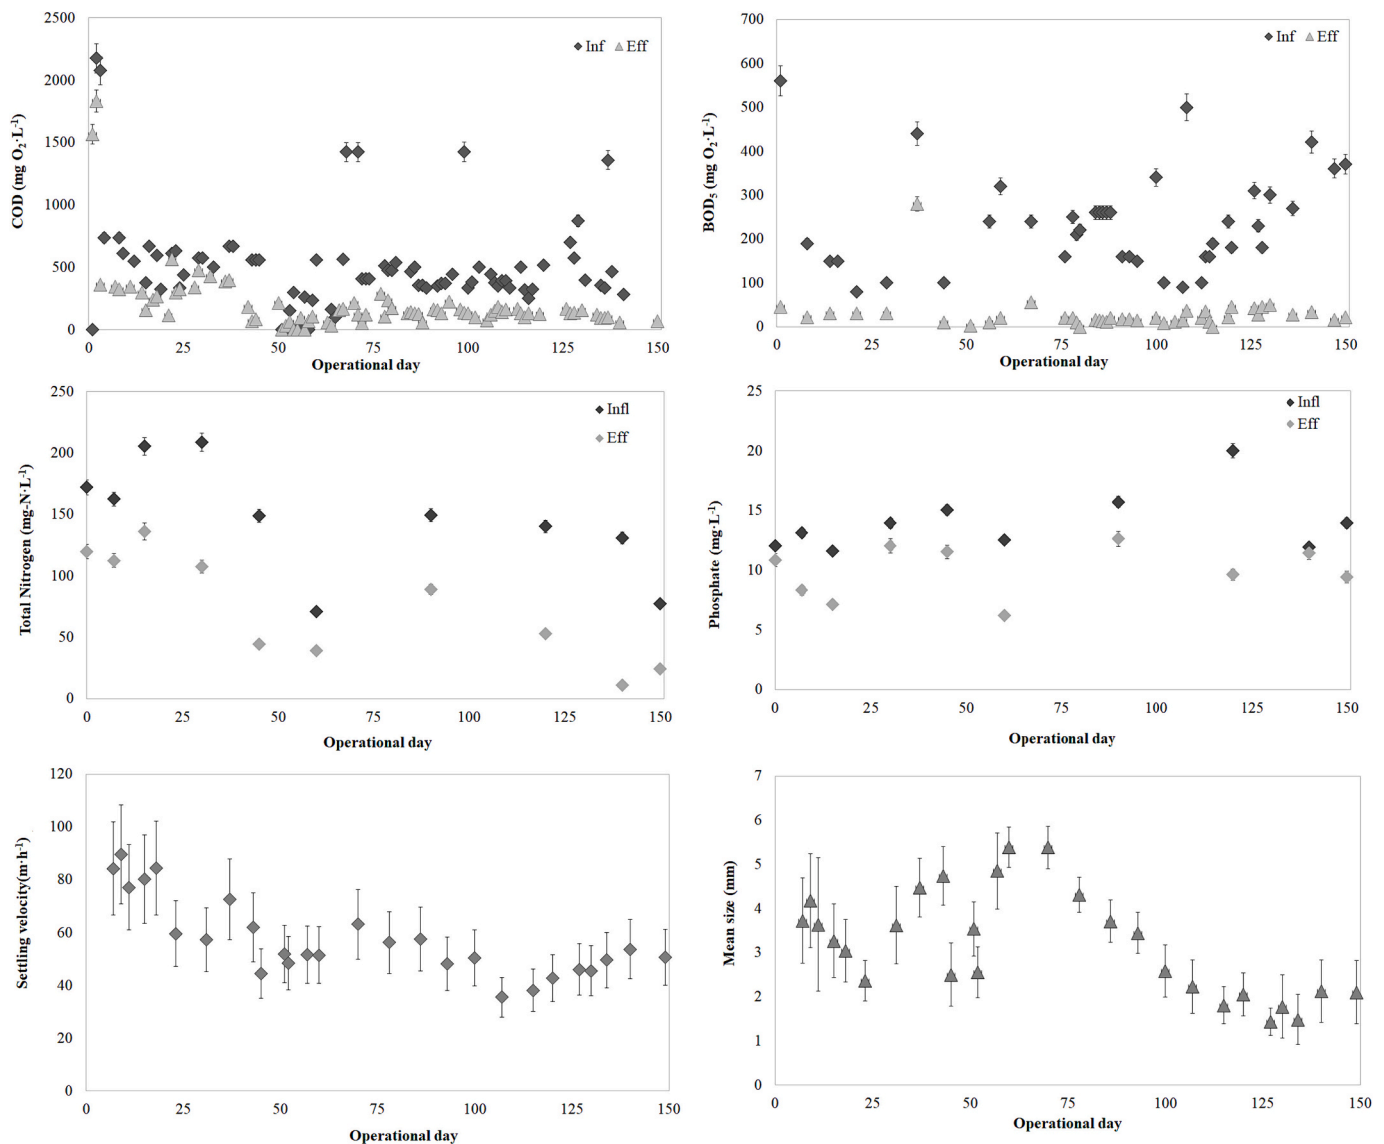 2500
2000
1500
1000
500
0
COD (mg O₂·L⁻¹)
Inf Eff
0 25 50 75 100 125 150
Operational day
700
600
500
400
300
200
100
0
BOD₅ (mg O₂·L⁻¹)
Inf Eff
0 25 50 75 100 125 150
Operational day
250
200
150
100
50
0
Total Nitrogen (mg-N·L⁻¹)
Infl
Eff
0 25 50 75 100 125 150
Operational day
25
20
15
10
5
0
Phosphate (mg·L⁻¹)
Infl
Eff
0 25 50 75 100 125 150
Operational day
120
100
80
60
40
20
0
Settling velocity(m·h⁻¹)
0 25 50 75 100 125 150
Operational day
7
6
5
4
3
2
1
0
Mean size (mm)
0 25 50 75 100 125 150
Operational day